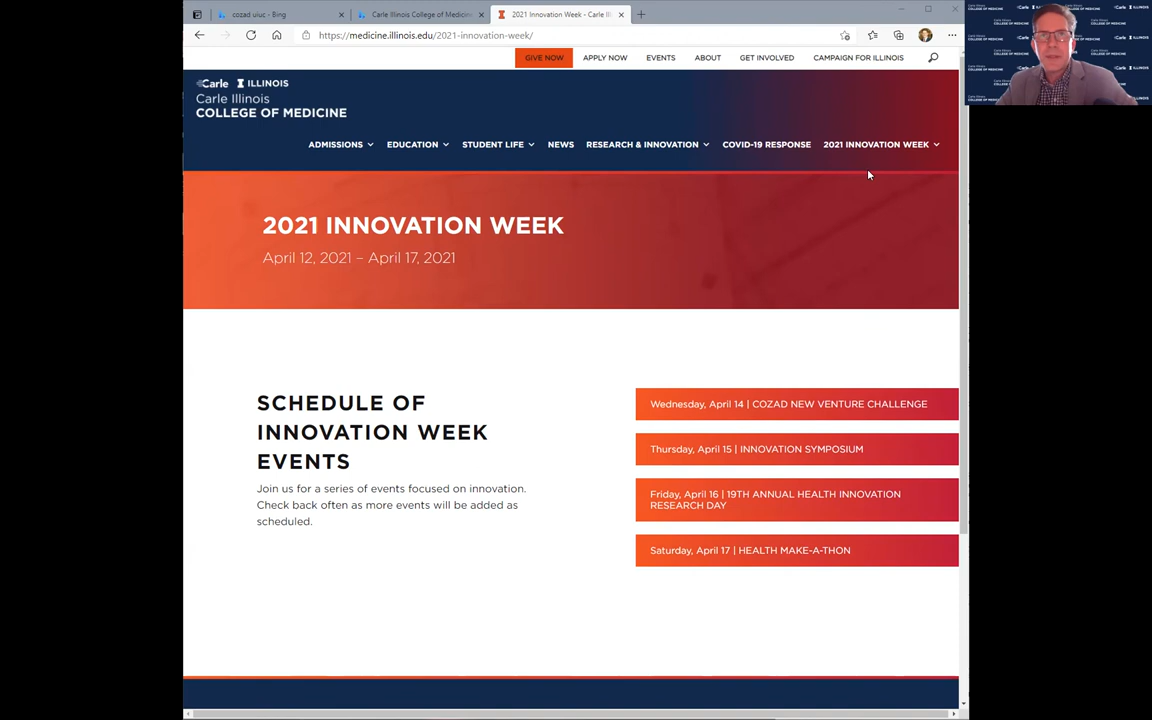 cozad uiuc - Bing
Carle Illinois College of Medicine
2021 Innovation Week - Carle Ill
https://medicine.illinois.edu/2021-innovation-week/
GIVE NOW
APPLY NOW
EVENTS
ABOUT
GET INVOLVED
CAMPAIGN FOR ILLINOIS
Carle ILLINOIS
Carle Illinois
COLLEGE OF MEDICINE
ADMISSIONS
EDUCATION
STUDENT LIFE
NEWS
RESEARCH & INNOVATION
COVID-19 RESPONSE
2021 INNOVATION WEEK
2021 INNOVATION WEEK
April 12, 2021 – April 17, 2021
SCHEDULE OF
INNOVATION WEEK
EVENTS
Join us for a series of events focused on innovation.
Check back often as more events will be added as
scheduled.
Wednesday, April 14 | COZAD NEW VENTURE CHALLENGE
Thursday, April 15 | INNOVATION SYMPOSIUM
Friday, April 16 | 19TH ANNUAL HEALTH INNOVATION
RESEARCH DAY
Saturday, April 17 | HEALTH MAKE-A-THON